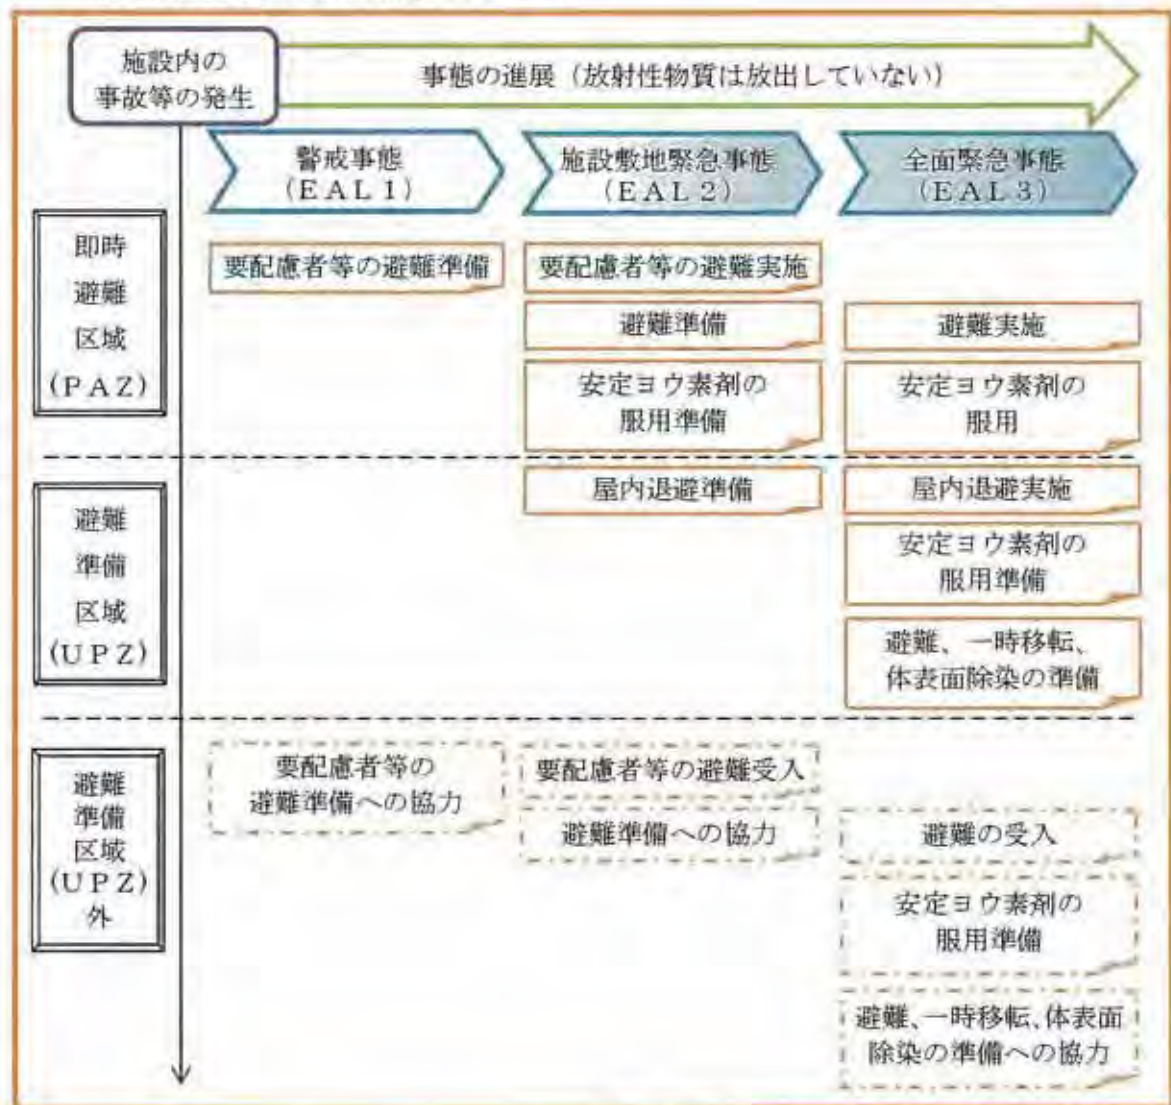 施設内の
事故等の発生
事態の進展（放射性物質は放出していない）
警戒事態
（ＥＡＬ１）
施設敷地緊急事態
（ＥＡＬ２）
全面緊急事態
（ＥＡＬ３）
即時
避難
区域
(ＰＡＺ)
要配慮者等の避難準備
要配慮者等の避難実施
避難準備
避難実施
安定ヨウ素剤の
服用準備
安定ヨウ素剤の
服用
避難
準備
区域
(ＵＰＺ)
屋内退避準備
屋内退避実施
安定ヨウ素剤の
服用準備
避難、一時移転、
体表面除染の準備
避難
準備
区域
(ＵＰＺ)
外
要配慮者等の
避難準備への協力
要配慮者等の避難受入
避難準備への協力
避難の受入
安定ヨウ素剤の
服用準備
避難、一時移転、体表面
除染の準備への協力